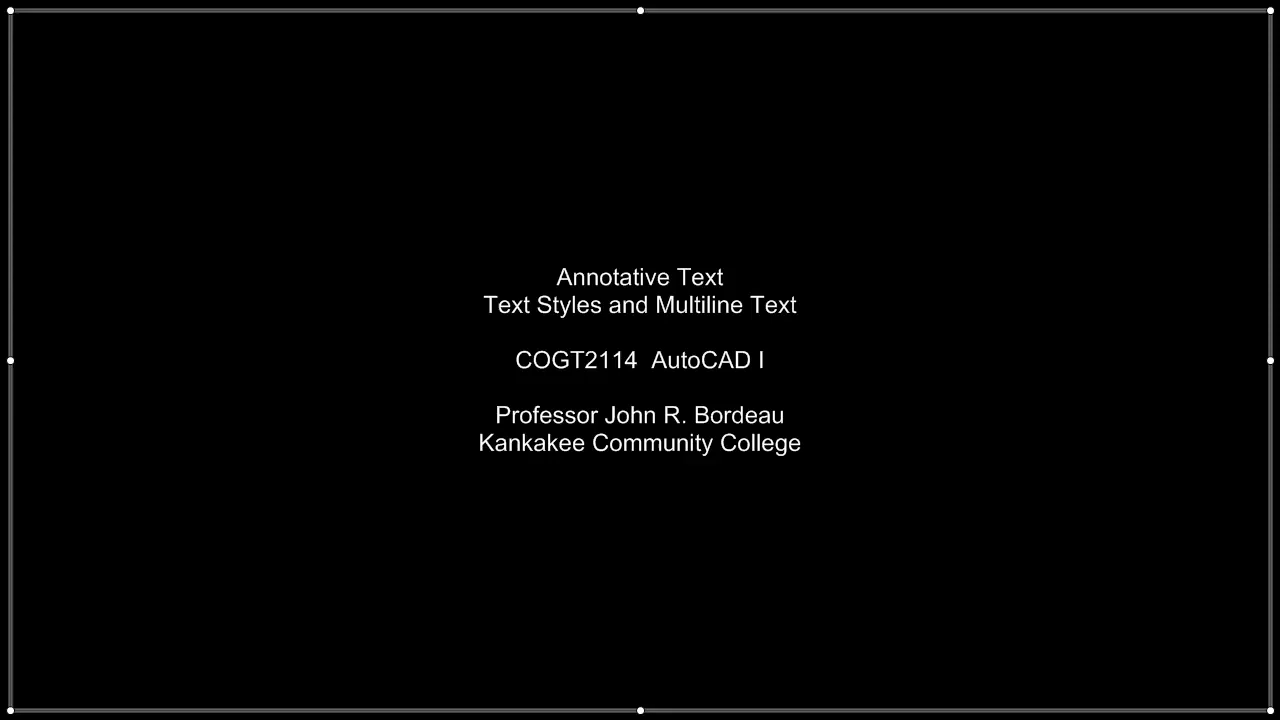 Annotative Text
Text Styles and Multiline Text
COGT2114  AutoCAD I
Professor John R. Bordeau
Kankakee Community College